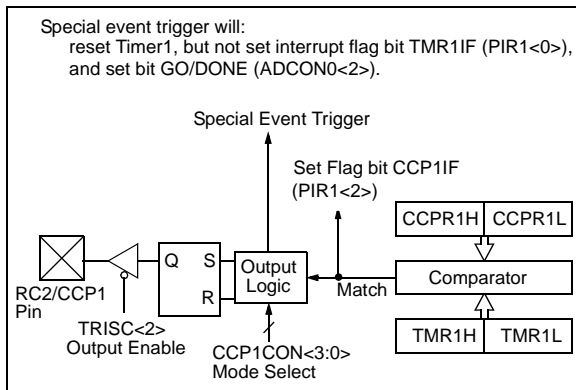 Special event trigger will:
reset Timer1, but not set interrupt flag bit TMR1IF (PIR1<0>),
and set bit GO/DONE (ADCON0<2>).
Special Event Trigger
Set Flag bit CCP1IF
(PIR1<2>)
CCPR1H CCPR1L
Q S Output
Logic
R
Match
Comparator
RC2/CCP1
Pin
TRISC<2>
Output Enable
CCP1CON<3:0>
Mode Select
TMR1H TMR1L